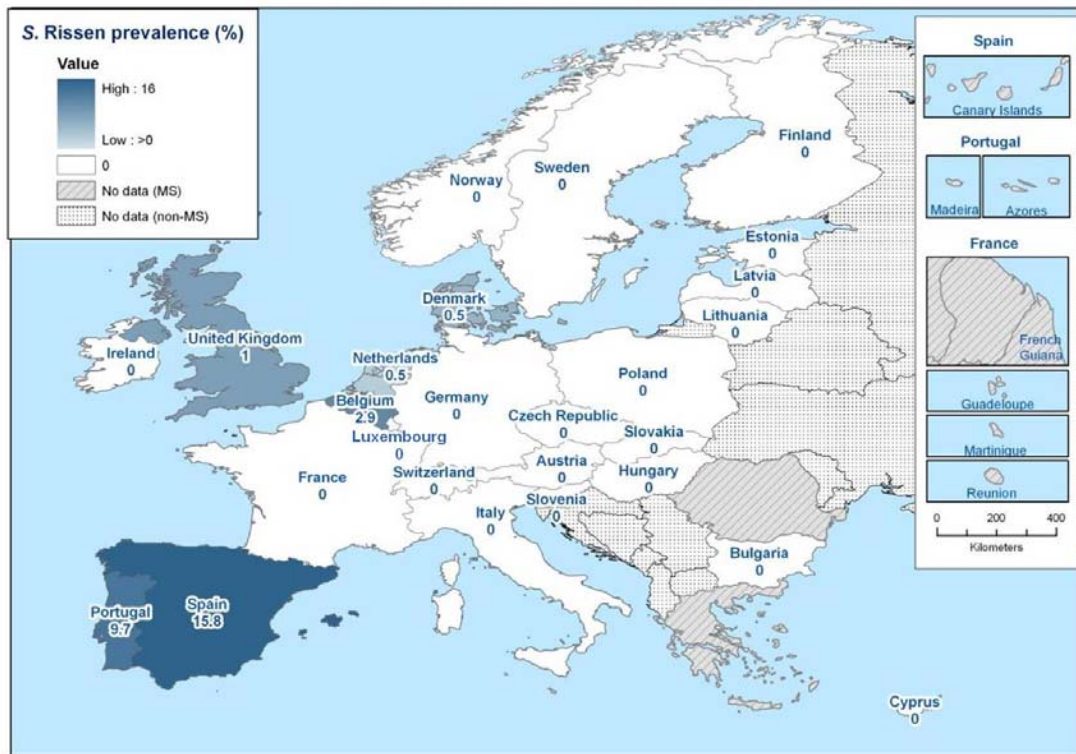 S. Rissen prevalence (%)
Value
High : 16
Low : >0
0
No data (MS)
No data (non-MS)
Spain
Canary Islands
Portugal
Madeira
Azores
France
French
Guiana
Guadeloupe
Martinique
Reunion
0 200 400
Kilometers
Finland
0
Sweden
0
Norway
0
Estonia
0
Latvia
0
Lithuania
0
Denmark
0.5
United Kingdom
1
Ireland
0
Netherlands
0.5
Belgium
2.9
Luxembourg
0
Germany
0
Poland
0
Czech Republic
0
Slovakia
0
Austria
0
Hungary
0
Switzerland
0
France
0
Slovenia
0
Italy
0
Bulgaria
0
Portugal
9.7
Spain
15.8
Cyprus
0